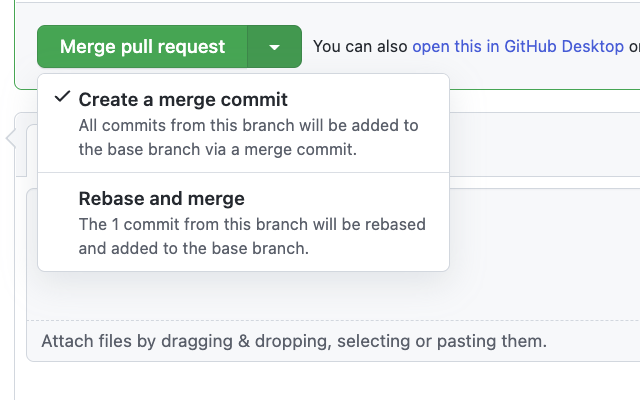 Merge pull request
You can also open this in GitHub Desktop or
Create a merge commit
All commits from this branch will be added to
the base branch via a merge commit.
Rebase and merge
The 1 commit from this branch will be rebased
and added to the base branch.
Attach files by dragging & dropping, selecting or pasting them.